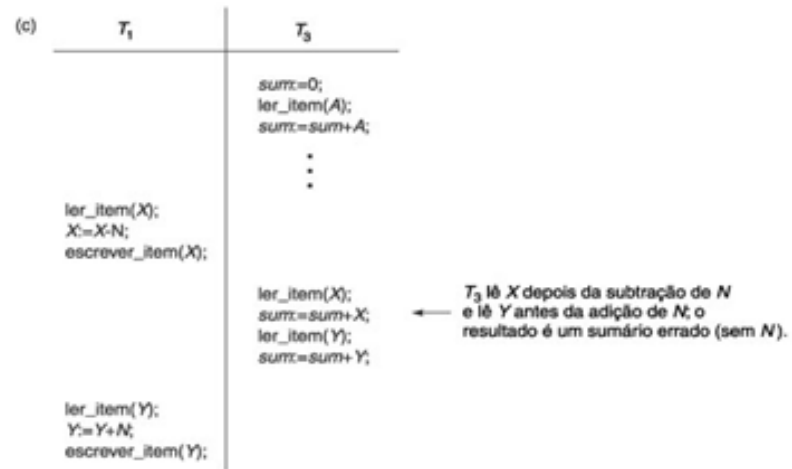 (c)
T₁
T₃
sum:=0;
ler_item(A);
sum:=sum+A;
ler_item(X);
X:=X-N;
escrever_item(X);
ler_item(X);
sum:=sum+X;
ler_item(Y);
sum:=sum+Y;
T₃ lê X depois da subtração de N
e lê Y antes da adição de N; o
resultado é um sumário errado (sem N).
ler_item(Y);
Y:=Y+N;
escrever_item(Y);